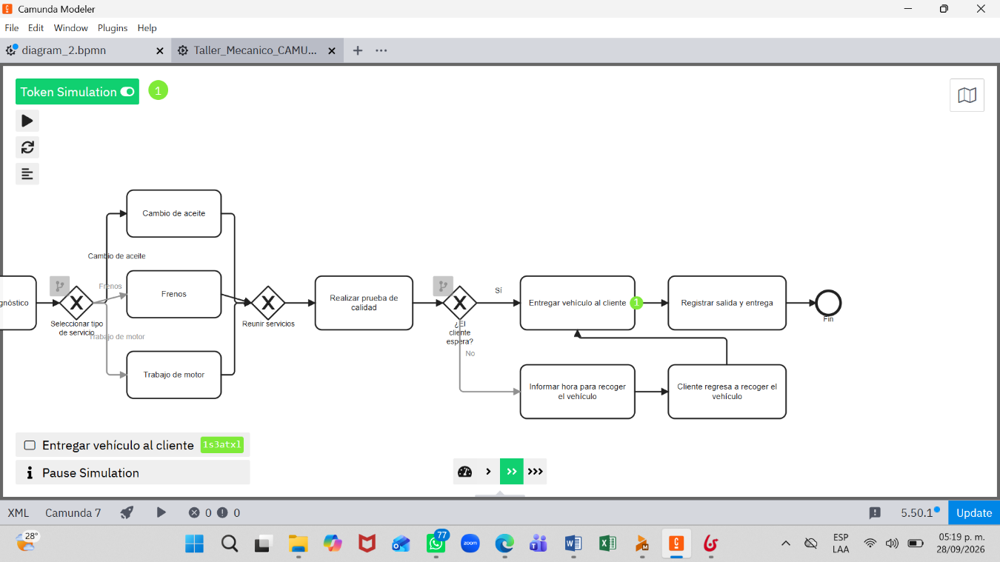 Camunda Modeler
File Edit Window Plugins Help
diagram_2.bpmn
Taller_Mecanico_CAMU...
Token Simulation
1
Cambio de aceite
Cambio de aceite
Frenos
Frenos
gnóstico
Seleccionar tipo
de servicio
Trabajo de motor
Trabajo de motor
Reunir servicios
Realizar prueba de
calidad
¿El
cliente
espera?
Sí
No
Entregar vehículo al cliente
1
Registrar salida y entrega
Fin
Informar hora para recoger
el vehículo
Cliente regresa a recoger el
vehículo
Entregar vehículo al cliente
1s3atxl
Pause Simulation
XML
Camunda 7
0
0
5.50.1
Update
28°
77
zoom
ESP
LAA
05:19 p. m.
28/09/2026